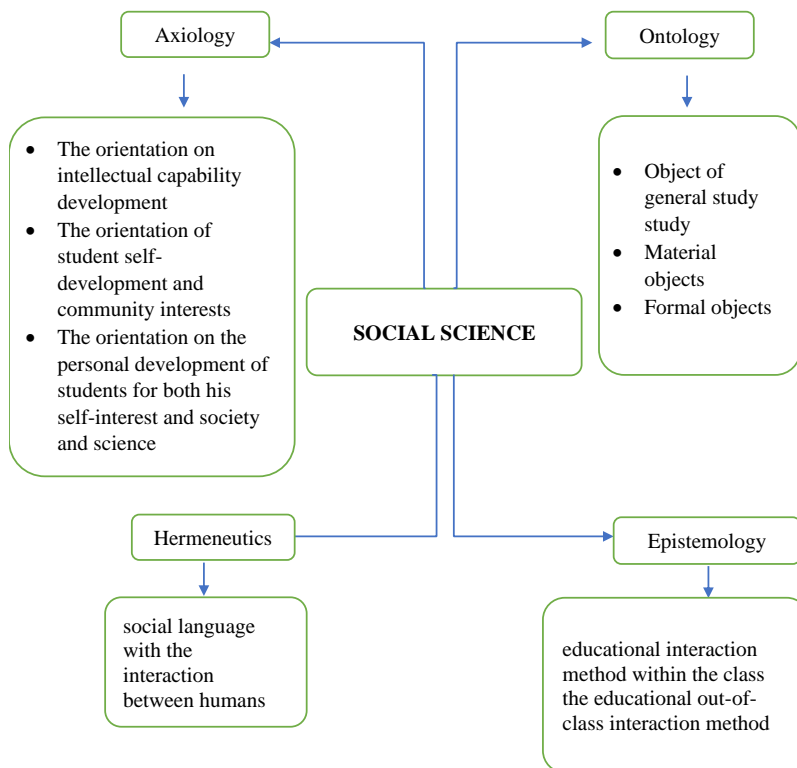 Axiology
Ontology
• The orientation on
intellectual capability
development
• The orientation of
student self-
development and
community interests
• The orientation on the
personal development of
students for both his
self-interest and society
and science
• Object of
general study
study
• Material
objects
• Formal objects
SOCIAL SCIENCE
Hermeneutics
Epistemology
social language
with the
interaction
between humans
educational interaction
method within the class
the educational out-of-
class interaction method